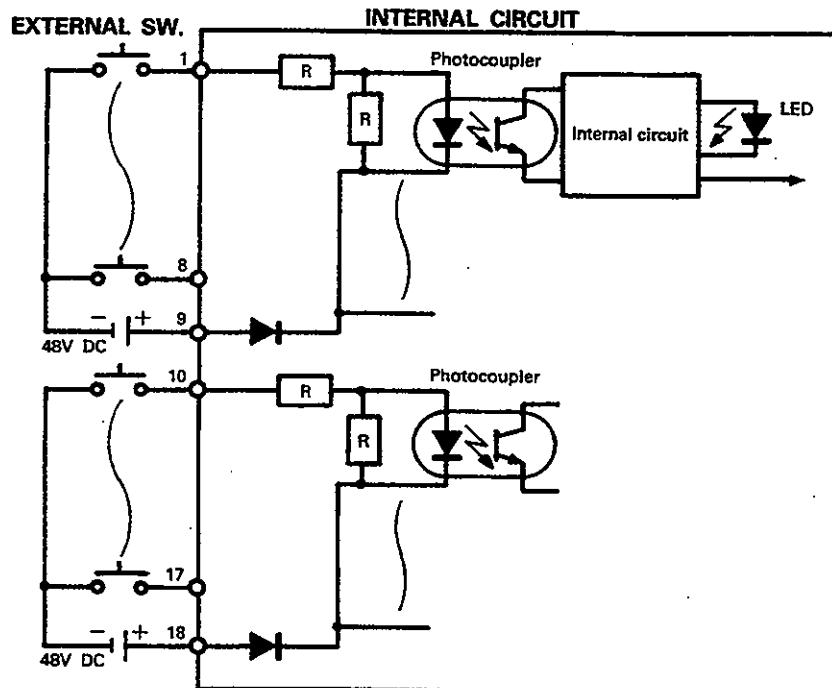 EXTERNAL SW.
INTERNAL CIRCUIT
1
R
R
Photocoupler
Internal circuit
LED
8
9
- +
48V DC
10
R
R
Photocoupler
17
18
- +
48V DC